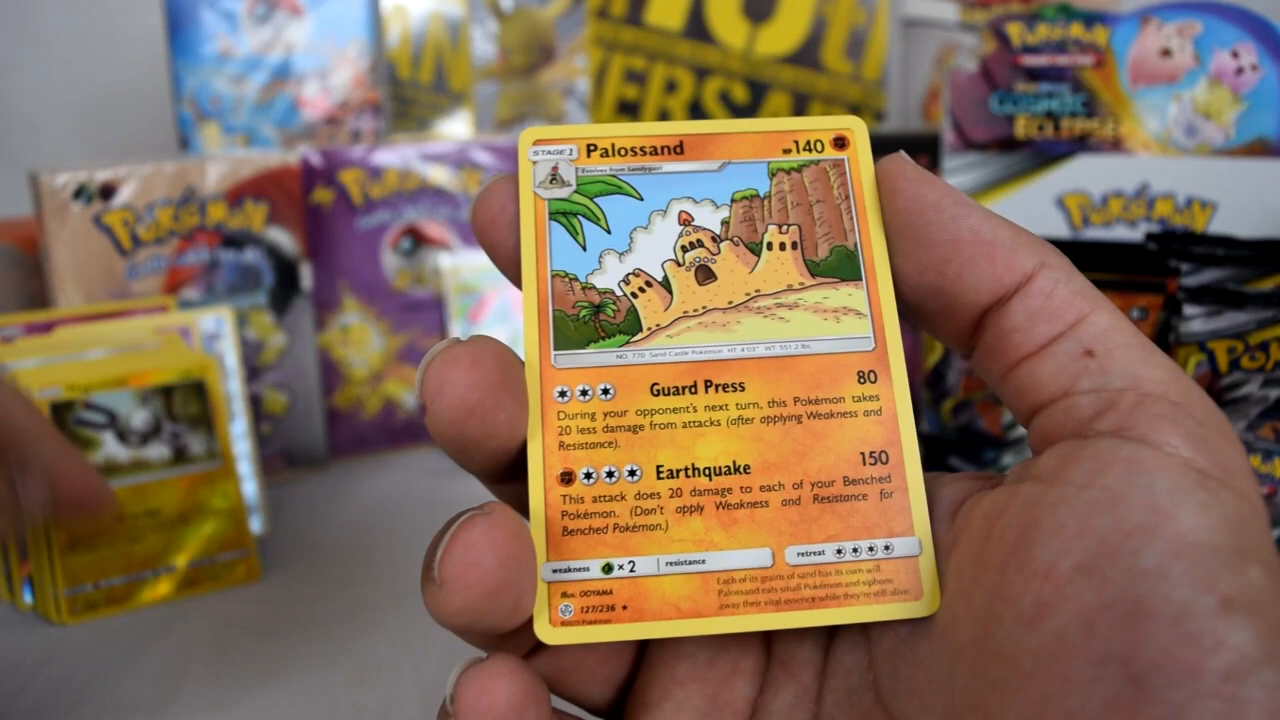 POKéMON
COSMIC
ECLIPSE
POKéMON
POKéMON
POKéMON
STAGE 1
Palossand
HP 140
Evolves from Sandygast
NO. 770 Sand Castle Pokémon HT 4'03" WT 551.2 lbs.
Guard Press 80
During your opponent's next turn, this Pokémon takes
20 less damage from attacks (after applying Weakness and
Resistance).
Earthquake 150
This attack does 20 damage to each of your Benched
Pokémon. (Don't apply Weakness and Resistance for
Benched Pokémon.)
weakness ×2 resistance
retreat
Each of its grains of sand has its own will.
Palossand eats small Pokémon and siphons
away their vital essence while they're still alive.
Illus. OOYAMA
127/236 ★
©2019 Pokémon